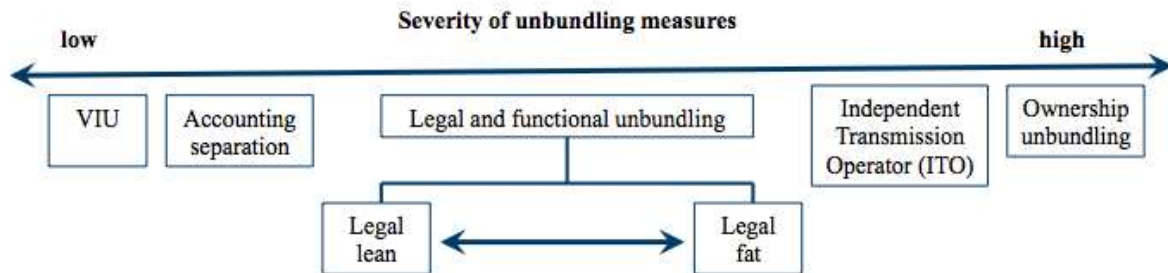 Severity of unbundling measures
low
high
VIU
Accounting
separation
Legal and functional unbundling
Independent
Transmission
Operator (ITO)
Ownership
unbundling
Legal
lean
Legal
fat